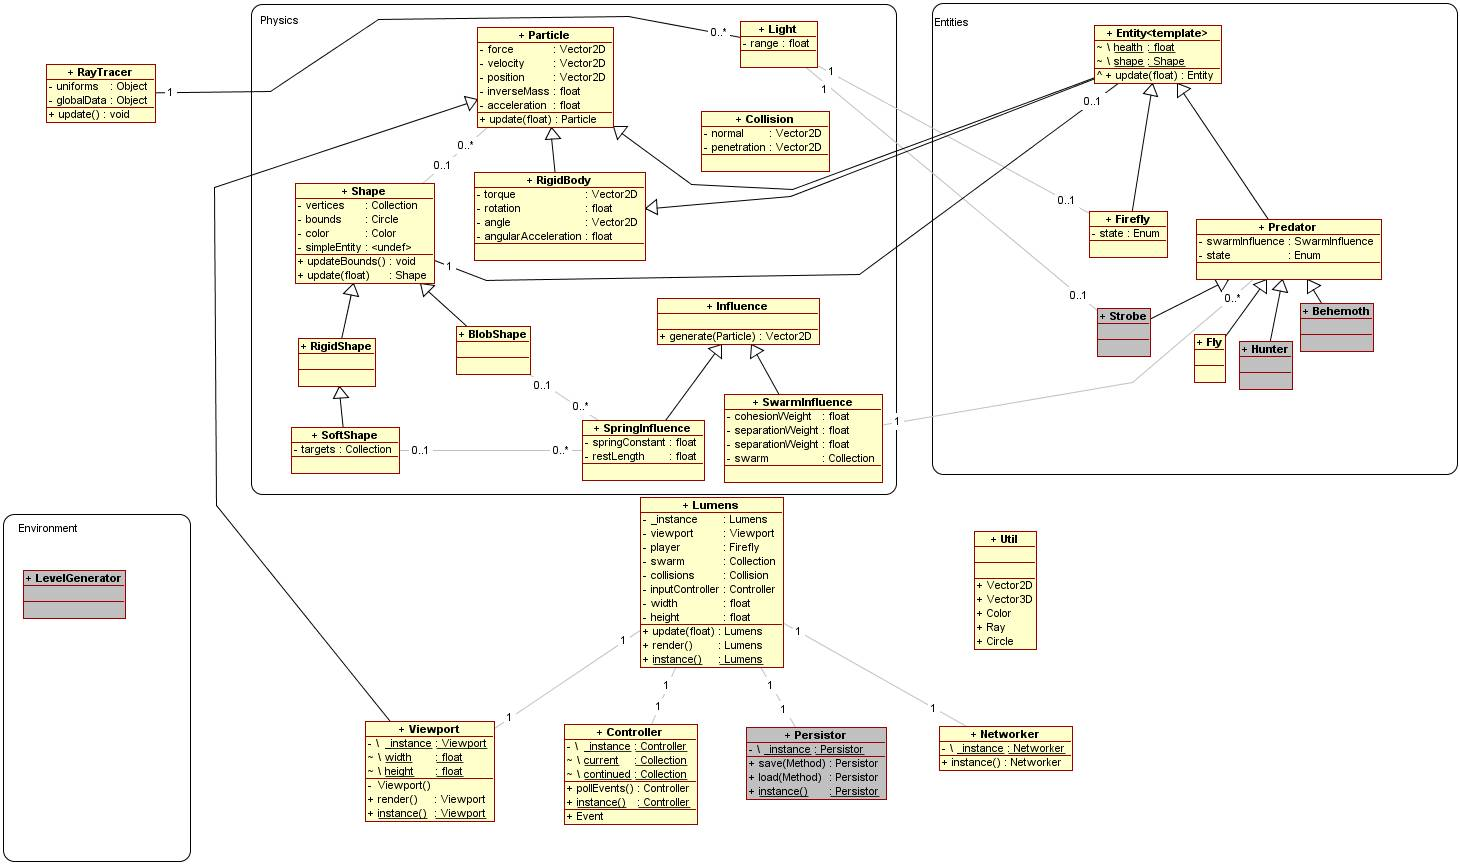 Physics
+ Particle
- force : Vector2D
- velocity : Vector2D
- position : Vector2D
- inverseMass : float
- acceleration : float
+ update(float) : Particle
0..*
+ Light
- range : float
1
1
Entities
+ Entity<template>
~ \ health : float
~ \ shape : Shape
^ + update(float) : Entity
0..1
+ RayTracer
- uniforms : Object
- globalData : Object
+ update() : void
1
+ Collision
- normal : Vector2D
- penetration : Vector2D
0..*
0..1
+ Shape
- vertices : Collection
- bounds : Circle
- color : Color
- simpleEntity : <undef>
+ updateBounds() : void
+ update(float) : Shape
1
+ RigidBody
- torque : Vector2D
- rotation : float
- angle : Vector2D
- angularAcceleration : float
0..1
+ Firefly
- state : Enum
+ Predator
- swarmInfluence : SwarmInfluence
- state : Enum
0..1
0..*
+ Strobe
+ Fly
+ Hunter
+ Behemoth
+ Influence
+ generate(Particle) : Vector2D
+ RigidShape
+ BlobShape
0..1
0..*
+ SoftShape
- targets : Collection
0..1
0..*
+ SpringInfluence
- springConstant : float
- restLength : float
+ SwarmInfluence
- cohesionWeight : float
- separationWeight : float
- separationWeight : float
- swarm : Collection
1
Environment
+ LevelGenerator
+ Lumens
- _instance : Lumens
- viewport : Viewport
- player : Firefly
- swarm : Collection
- collisions : Collision
- inputController : Controller
- width : float
- height : float
+ update(float) : Lumens
+ render() : Lumens
+ instance() : Lumens
+ Util
+ Vector2D
+ Vector3D
+ Color
+ Ray
+ Circle
1
1
1
1
1
1
1
1
+ Viewport
- \ _instance : Viewport
~ \ width : float
~ \ height : float
- Viewport()
+ render() : Viewport
+ instance() : Viewport
+ Controller
- \ _instance : Controller
~ \ current : Collection
~ \ continued : Collection
+ pollEvents() : Controller
+ instance() : Controller
+ Event
+ Persistor
- \ _instance : Persistor
+ save(Method) : Persistor
+ load(Method) : Persistor
+ instance() : Persistor
+ Networker
- \ _instance : Networker
+ instance() : Networker